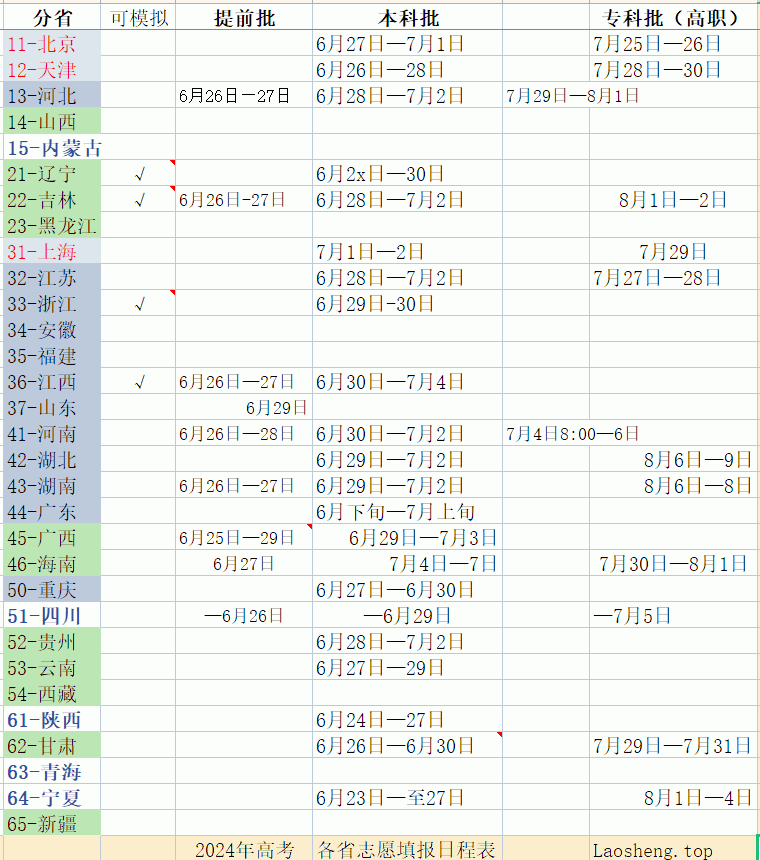 分省 可模拟 提前批 本科批 专科批（高职）
11-北京 6月27日—7月1日 7月25日—26日
12-天津 6月26日—28日 7月28日—30日
13-河北 6月26日—27日 6月28日—7月2日 7月29日—8月1日
14-山西
15-内蒙古
21-辽宁 √ 6月2x日—30日
22-吉林 √ 6月26日-27日 6月28日—7月2日 8月1日—2日
23-黑龙江
31-上海 7月1日—2日 7月29日
32-江苏 6月28日—7月2日 7月27日—28日
33-浙江 √ 6月29日-30日
34-安徽
35-福建
36-江西 √ 6月26日—27日 6月30日—7月4日
37-山东 6月29日
41-河南 6月26日—28日 6月30日—7月2日 7月4日8:00—6日
42-湖北 6月29日—7月2日 8月6日—9日
43-湖南 6月26日—27日 6月29日—7月2日 8月6日—8日
44-广东 6月下旬—7月上旬
45-广西 6月25日—29日 6月29日—7月3日
46-海南 6月27日 7月4日—7日 7月30日—8月1日
50-重庆 6月27日—6月30日
51-四川 —6月26日 —6月29日 —7月5日
52-贵州 6月28日—7月2日
53-云南 6月27日—29日
54-西藏
61-陕西 6月24日—27日
62-甘肃 6月26日—6月30日 7月29日—7月31日
63-青海
64-宁夏 6月23日—至27日 8月1日—4日
65-新疆
2024年高考 各省志愿填报日程表 Laosheng.top